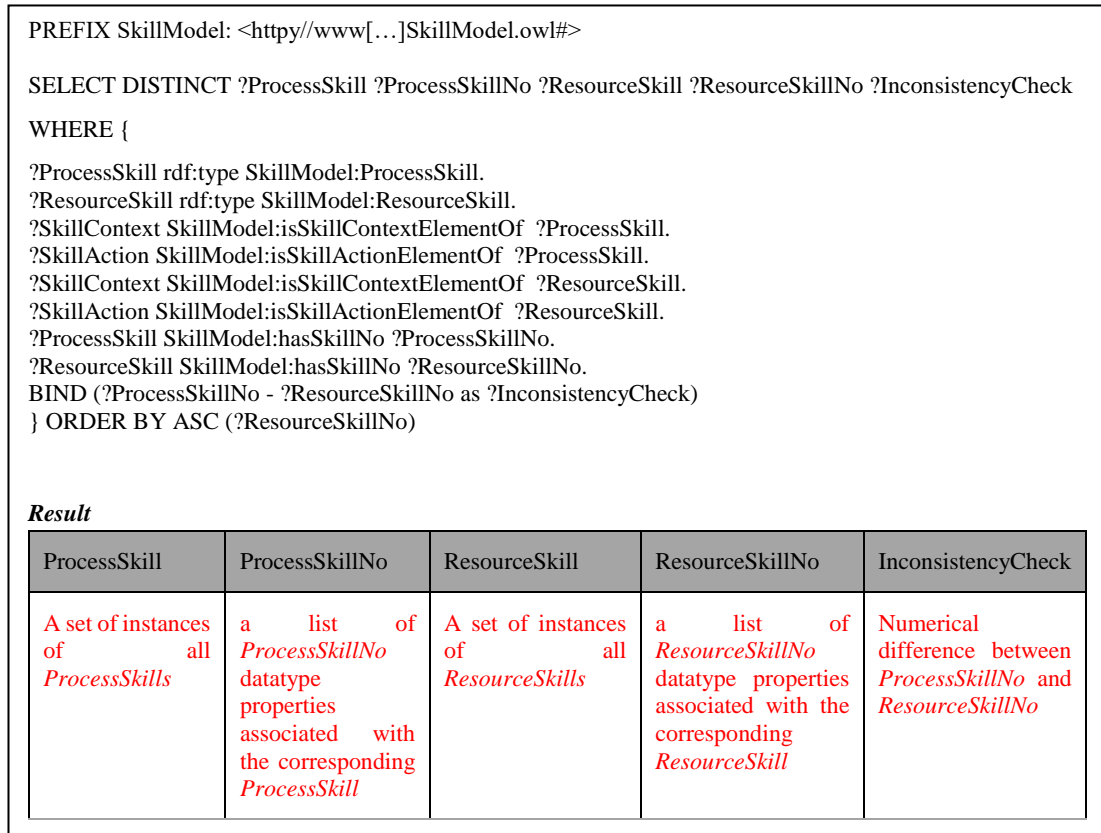 PREFIX SkillModel: <httpy//www[…]SkillModel.owl#>
SELECT DISTINCT ?ProcessSkill ?ProcessSkillNo ?ResourceSkill ?ResourceSkillNo ?InconsistencyCheck
WHERE {
?ProcessSkill rdf:type SkillModel:ProcessSkill.
?ResourceSkill rdf:type SkillModel:ResourceSkill.
?SkillContext SkillModel:isSkillContextElementOf ?ProcessSkill.
?SkillAction SkillModel:isSkillActionElementOf ?ProcessSkill.
?SkillContext SkillModel:isSkillContextElementOf ?ResourceSkill.
?SkillAction SkillModel:isSkillActionElementOf ?ResourceSkill.
?ProcessSkill SkillModel:hasSkillNo ?ProcessSkillNo.
?ResourceSkill SkillModel:hasSkillNo ?ResourceSkillNo.
BIND (?ProcessSkillNo - ?ResourceSkillNo as ?InconsistencyCheck)
} ORDER BY ASC (?ResourceSkillNo)
Result
ProcessSkill
ProcessSkillNo
ResourceSkill
ResourceSkillNo
InconsistencyCheck
A set of instances
of all
ProcessSkills
a list of
ProcessSkillNo
datatype
properties
associated with
the corresponding
ProcessSkill
A set of instances
of all
ResourceSkills
a list of
ResourceSkillNo
datatype properties
associated with the
corresponding
ResourceSkill
Numerical
difference between
ProcessSkillNo and
ResourceSkillNo